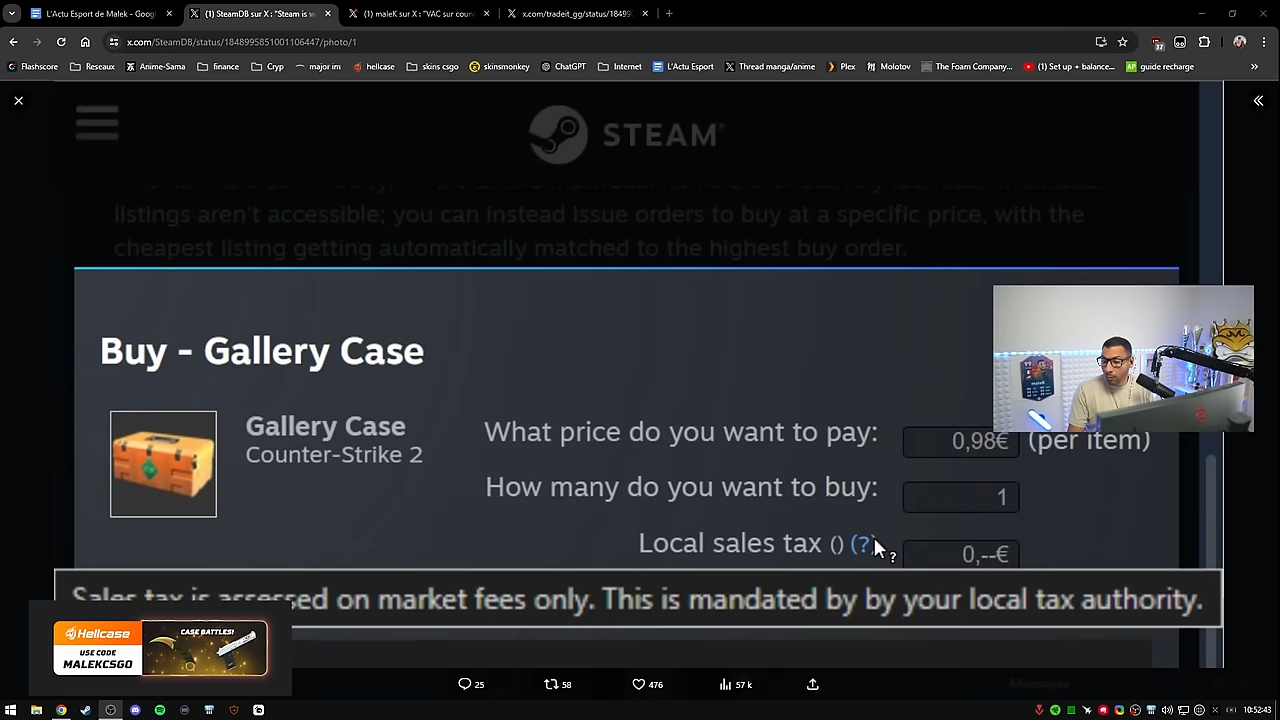 L'Actu Esport de Malek - Googl
(1) SteamDB sur X : "Steam is w
(1) maleK sur X : "VAC sur coun
x.com/tradeit_gg/status/18499
x.com/SteamDB/status/1848995851001106447/photo/1
37
Flashscore
Reseaux
Anime-Sama
finance
Cryp
major im
hellcase
skins csgo
skinsmonkey
ChatGPT
Internet
L'Actu Esport
Thread manga/anime
Plex
Molotov
The Foam Company...
(1) Set up + balance...
guide recharge
STEAM
listings aren't accessible; you can instead issue orders to buy at a specific price, with the
cheapest listing getting automatically matched to the highest buy order.
Buy - Gallery Case
Gallery Case
Counter-Strike 2
What price do you want to pay:
0,98€
(per item)
How many do you want to buy:
1
Local sales tax () (?)
0,--€
Sales tax is assessed on market fees only. This is mandated by by your local tax authority.
Hellcase
USE CODE
MALEKCSGO
CASE BATTLES!
25
58
476
57 k
Messages
10:52:43